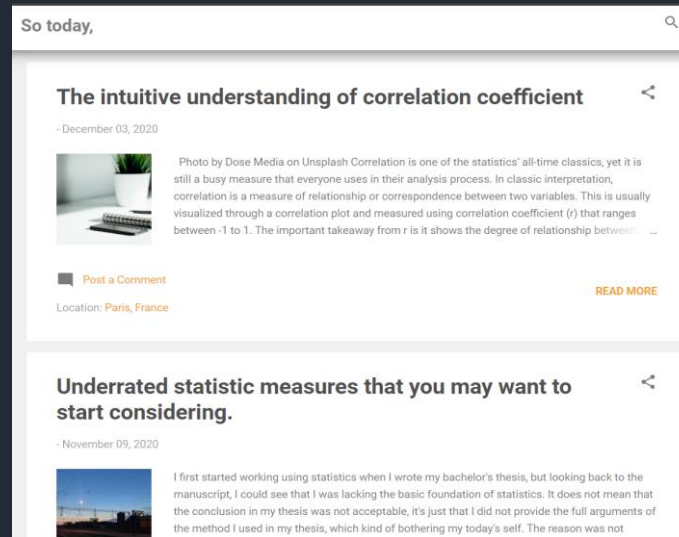 So today,
The intuitive understanding of correlation coefficient
- December 03, 2020
Photo by Dose Media on Unsplash Correlation is one of the statistics' all-time classics, yet it is
still a busy measure that everyone uses in their analysis process. In classic interpretation,
correlation is a measure of relationship or correspondence between two variables. This is usually
visualized through a correlation plot and measured using correlation coefficient (r) that ranges
between -1 to 1. The important takeaway from r is it shows the degree of relationship between ...
Post a Comment
READ MORE
Location: Paris, France
Underrated statistic measures that you may want to
start considering.
- November 09, 2020
I first started working using statistics when I wrote my bachelor's thesis, but looking back to the
manuscript, I could see that I was lacking the basic foundation of statistics. It does not mean that
the conclusion in my thesis was not acceptable, it's just that I did not provide the full arguments of
the method I used in my thesis, which kind of bothering my today's self. The reason was not